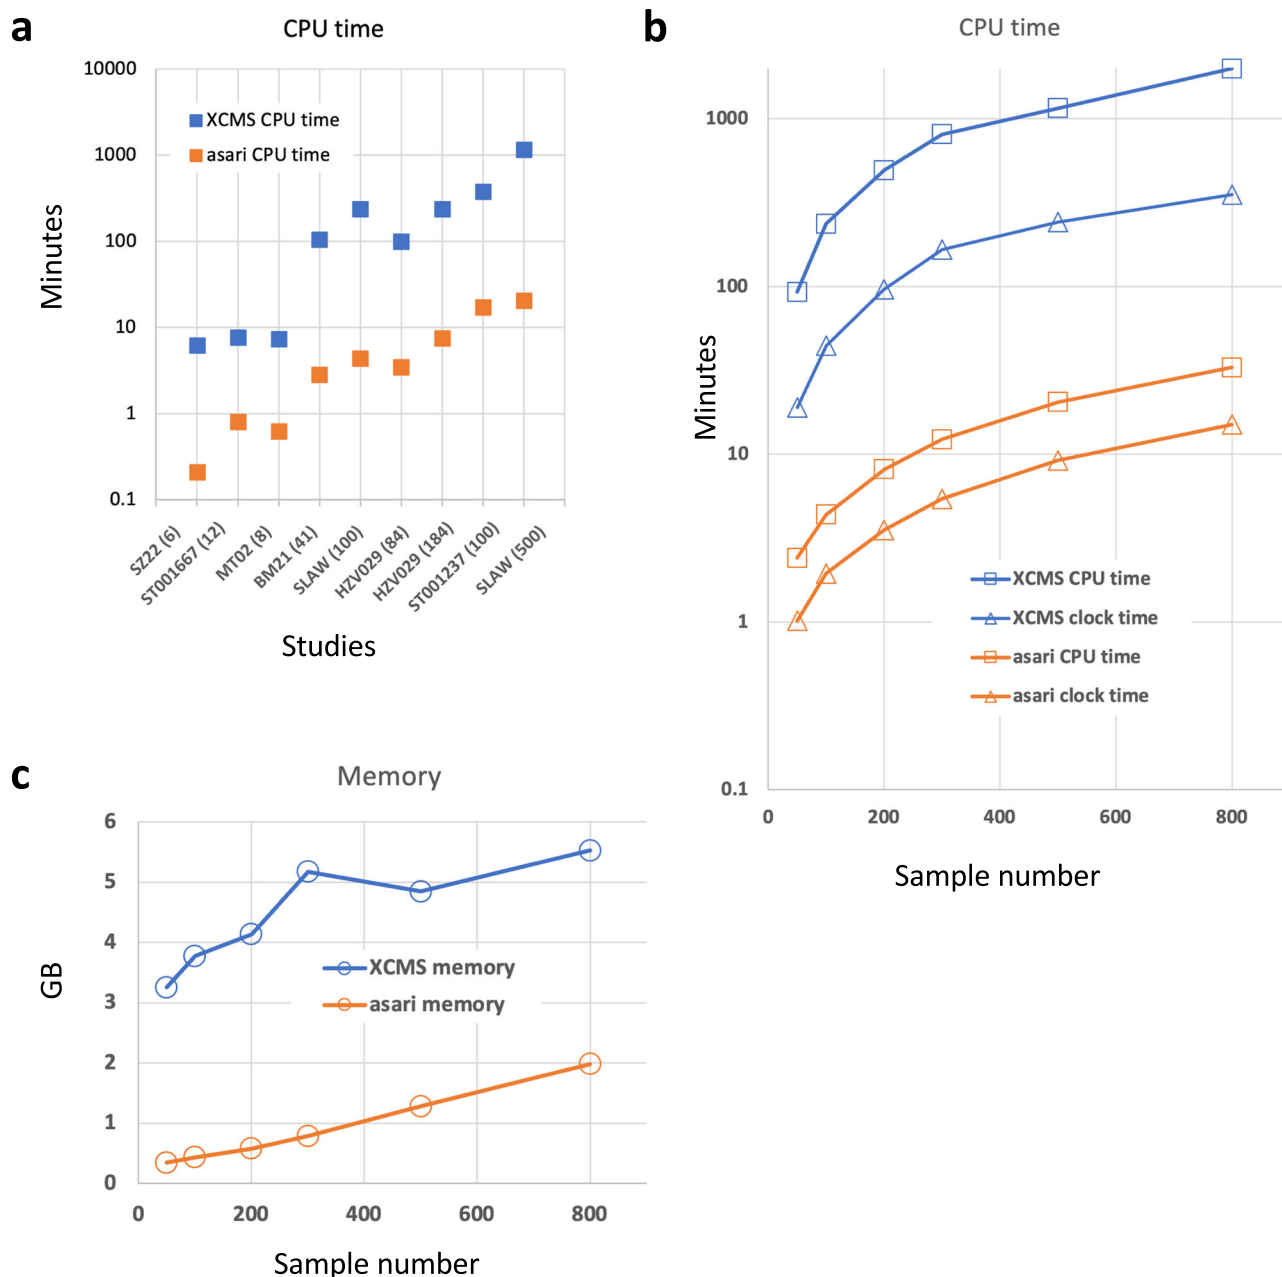 a
CPU time
10000
1000
100
10
1
0.1
XCMS CPU time
asari CPU time
Minutes
SZ22 (6)
ST001667 (12)
MT02 (8)
BM21 (41)
SLAW (100)
HZV029 (84)
HZV029 (184)
ST001237 (100)
SLAW (500)
Studies
b
CPU time
1000
100
10
1
0.1
Minutes
XCMS CPU time
XCMS clock time
asari CPU time
asari clock time
0 200 400 600 800
Sample number
c
Memory
6
5
4
3
2
1
0
GB
XCMS memory
asari memory
0 200 400 600 800
Sample number